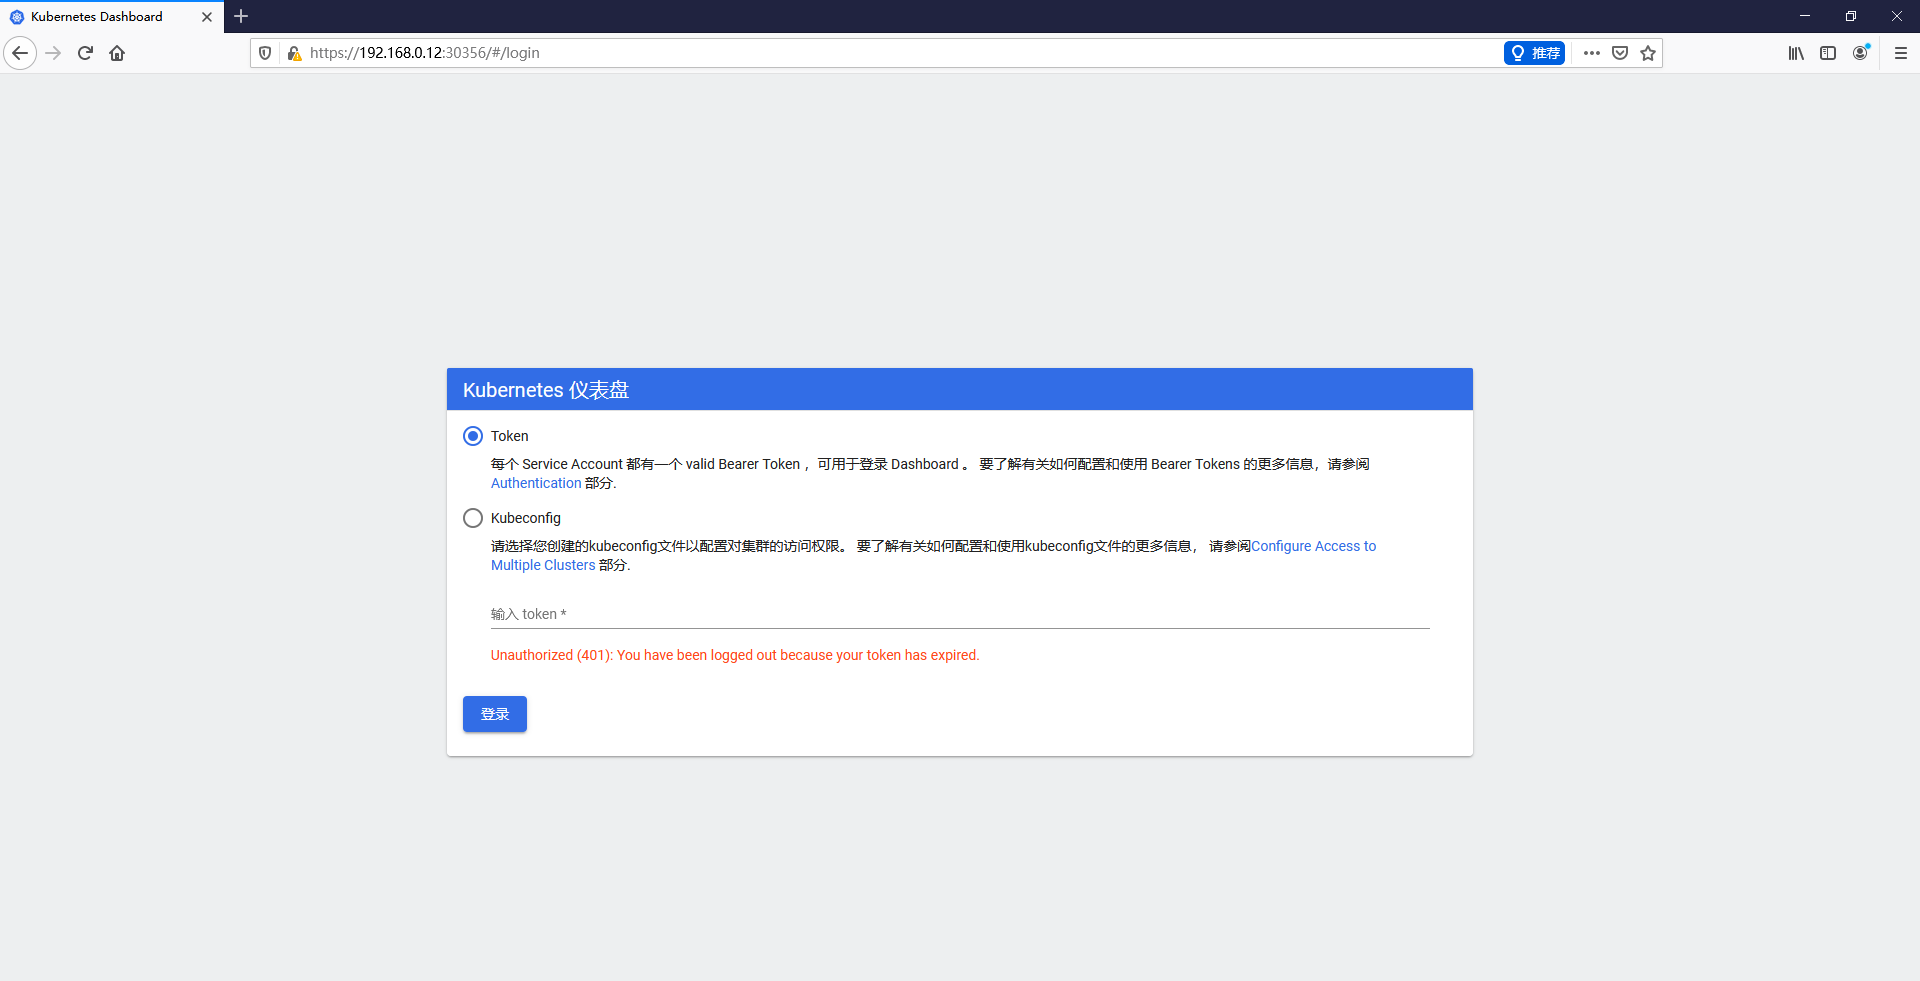 Kubernetes Dashboard
https://192.168.0.12:30356/#/login
推荐
Kubernetes 仪表盘
Token
每个 Service Account 都有一个 valid Bearer Token ，可用于登录 Dashboard 。 要了解有关如何配置和使用 Bearer Tokens 的更多信息，请参阅
Authentication 部分.
Kubeconfig
请选择您创建的kubeconfig文件以配置对集群的访问权限。 要了解有关如何配置和使用kubeconfig文件的更多信息， 请参阅Configure Access to
Multiple Clusters 部分.
输入 token *
Unauthorized (401): You have been logged out because your token has expired.
登录